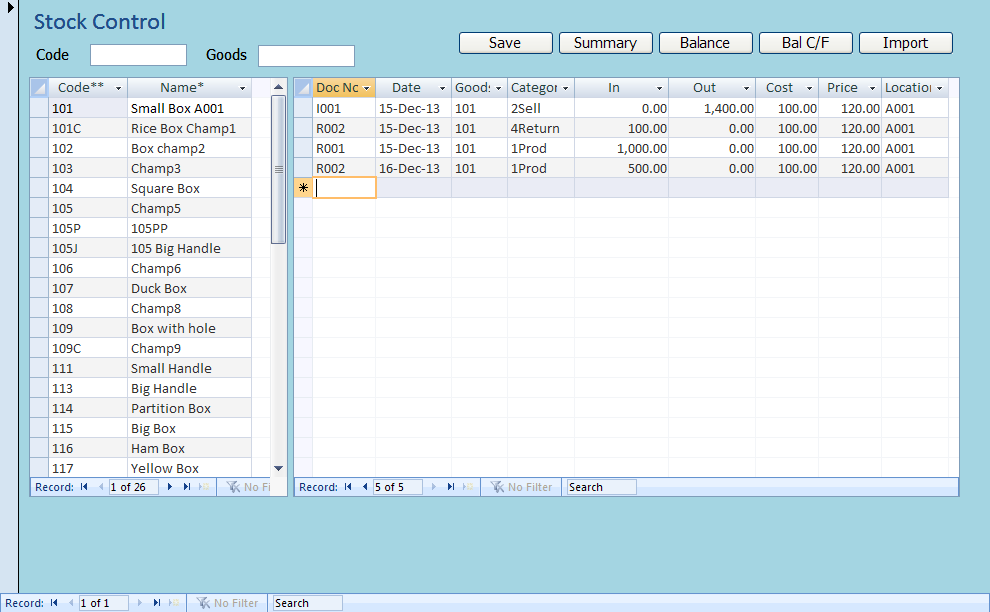 Stock Control
Code Goods Save Summary Balance Bal C/F Import
Code** Name*
101 Small Box A001
101C Rice Box Champ1
102 Box champ2
103 Champ3
104 Square Box
105 Champ5
105P 105PP
105J 105 Big Handle
106 Champ6
107 Duck Box
108 Champ8
109 Box with hole
109C Champ9
111 Small Handle
113 Big Handle
114 Partition Box
115 Big Box
116 Ham Box
117 Yellow Box
Record: 1 of 26 No Fi
Doc Nc Date Goods Categor In Out Cost Price Location
I001 15-Dec-13 101 2Sell 0.00 1,400.00 100.00 120.00 A001
R002 15-Dec-13 101 4Return 100.00 0.00 100.00 120.00 A001
R001 15-Dec-13 101 1Prod 1,000.00 0.00 100.00 120.00 A001
R002 16-Dec-13 101 1Prod 500.00 0.00 100.00 120.00 A001
Record: 5 of 5 No Filter Search
Record: 1 of 1 No Filter Search